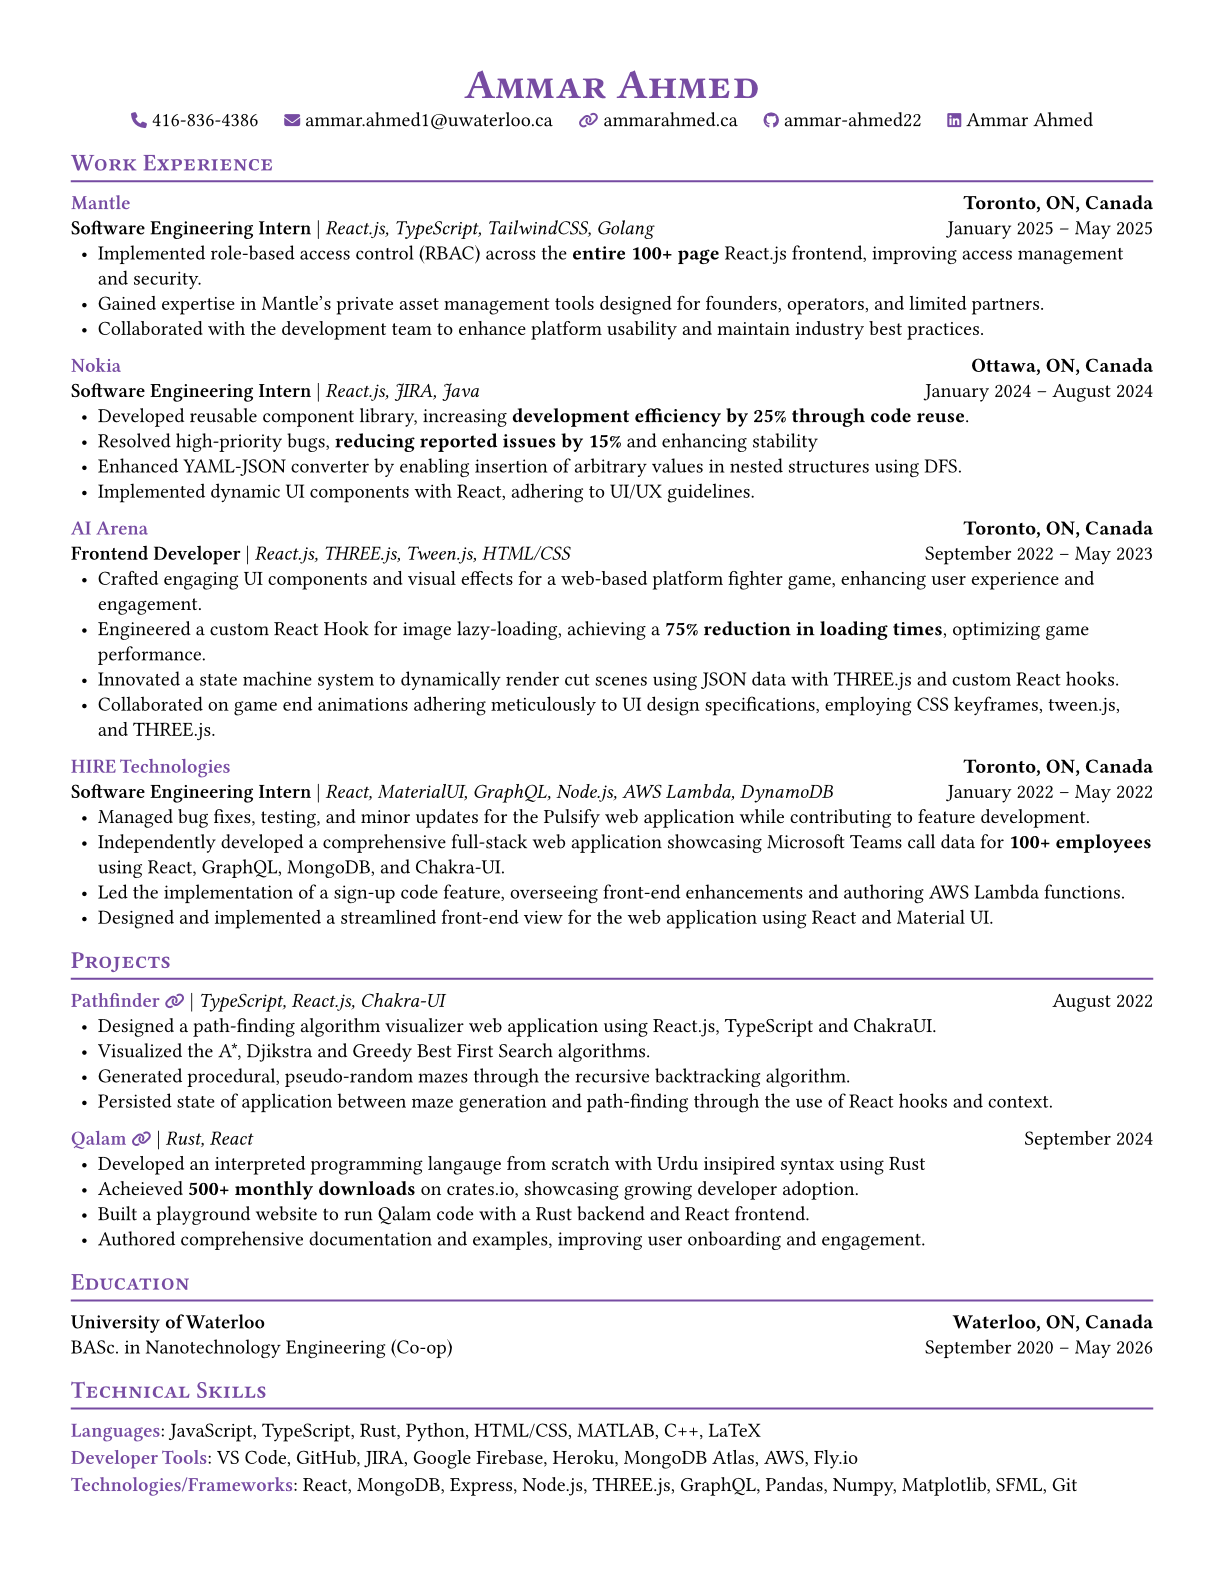 Ammar Ahmed
416-836-4386 ammar.ahmed1@uwaterloo.ca ammarahmed.ca ammar-ahmed22 Ammar Ahmed
Work Experience
Mantle Toronto, ON, Canada
Software Engineering Intern | React.js, TypeScript, TailwindCSS, Golang January 2025 – May 2025
• Implemented role-based access control (RBAC) across the entire 100+ page React.js frontend, improving access management
and security.
• Gained expertise in Mantle's private asset management tools designed for founders, operators, and limited partners.
• Collaborated with the development team to enhance platform usability and maintain industry best practices.
Nokia Ottawa, ON, Canada
Software Engineering Intern | React.js, JIRA, Java January 2024 – August 2024
• Developed reusable component library, increasing development efficiency by 25% through code reuse.
• Resolved high-priority bugs, reducing reported issues by 15% and enhancing stability
• Enhanced YAML-JSON converter by enabling insertion of arbitrary values in nested structures using DFS.
• Implemented dynamic UI components with React, adhering to UI/UX guidelines.
AI Arena Toronto, ON, Canada
Frontend Developer | React.js, THREE.js, Tween.js, HTML/CSS September 2022 – May 2023
• Crafted engaging UI components and visual effects for a web-based platform fighter game, enhancing user experience and
engagement.
• Engineered a custom React Hook for image lazy-loading, achieving a 75% reduction in loading times, optimizing game
performance.
• Innovated a state machine system to dynamically render cut scenes using JSON data with THREE.js and custom React hooks.
• Collaborated on game end animations adhering meticulously to UI design specifications, employing CSS keyframes, tween.js,
and THREE.js.
HIRE Technologies Toronto, ON, Canada
Software Engineering Intern | React, MaterialUI, GraphQL, Node.js, AWS Lambda, DynamoDB January 2022 – May 2022
• Managed bug fixes, testing, and minor updates for the Pulsify web application while contributing to feature development.
• Independently developed a comprehensive full-stack web application showcasing Microsoft Teams call data for 100+ employees
using React, GraphQL, MongoDB, and Chakra-UI.
• Led the implementation of a sign-up code feature, overseeing front-end enhancements and authoring AWS Lambda functions.
• Designed and implemented a streamlined front-end view for the web application using React and Material UI.
Projects
Pathfinder | TypeScript, React.js, Chakra-UI August 2022
• Designed a path-finding algorithm visualizer web application using React.js, TypeScript and ChakraUI.
• Visualized the A*, Djikstra and Greedy Best First Search algorithms.
• Generated procedural, pseudo-random mazes through the recursive backtracking algorithm.
• Persisted state of application between maze generation and path-finding through the use of React hooks and context.
Qalam | Rust, React September 2024
• Developed an interpreted programming langauge from scratch with Urdu insipired syntax using Rust
• Acheieved 500+ monthly downloads on crates.io, showcasing growing developer adoption.
• Built a playground website to run Qalam code with a Rust backend and React frontend.
• Authored comprehensive documentation and examples, improving user onboarding and engagement.
Education
University of Waterloo Waterloo, ON, Canada
BASc. in Nanotechnology Engineering (Co-op) September 2020 – May 2026
Technical Skills
Languages: JavaScript, TypeScript, Rust, Python, HTML/CSS, MATLAB, C++, LaTeX
Developer Tools: VS Code, GitHub, JIRA, Google Firebase, Heroku, MongoDB Atlas, AWS, Fly.io
Technologies/Frameworks: React, MongoDB, Express, Node.js, THREE.js, GraphQL, Pandas, Numpy, Matplotlib, SFML, Git